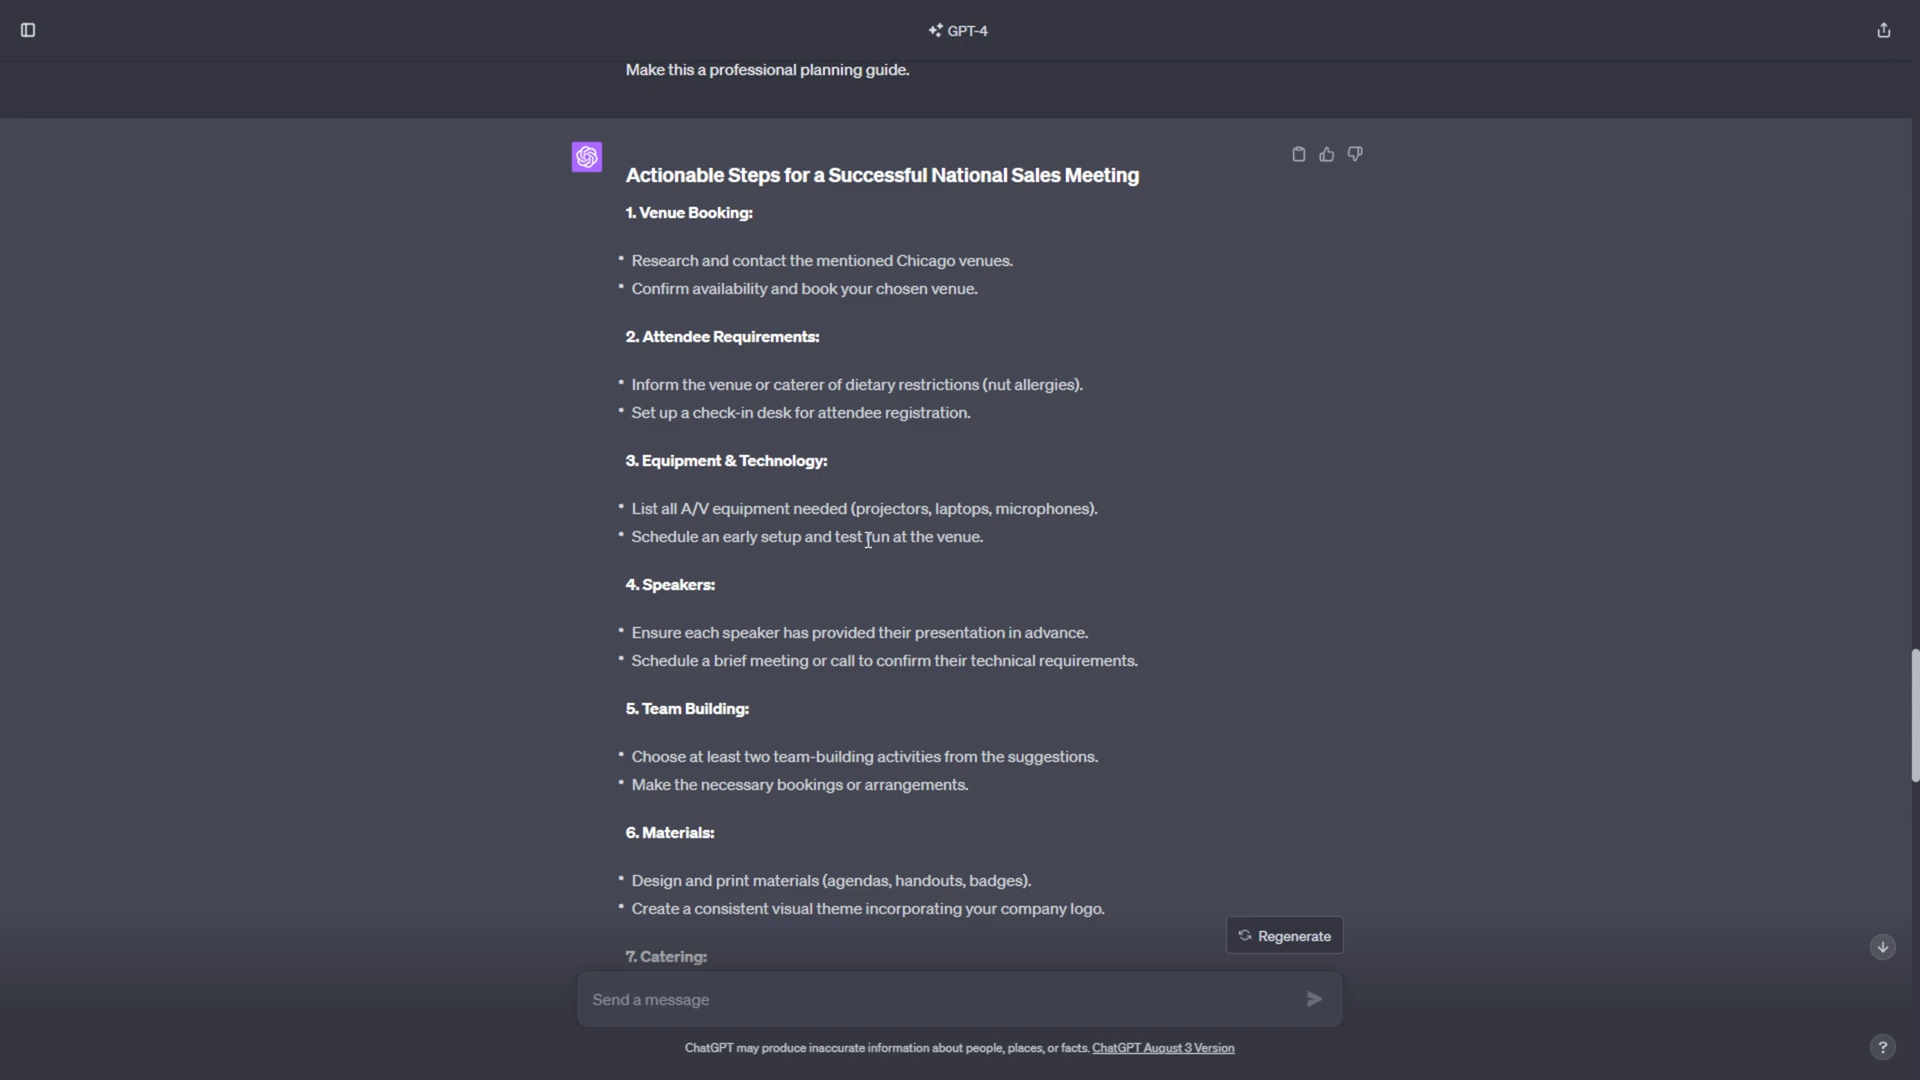 GPT-4
Make this a professional planning guide.
Actionable Steps for a Successful National Sales Meeting
1. Venue Booking:
• Research and contact the mentioned Chicago venues.
• Confirm availability and book your chosen venue.
2. Attendee Requirements:
• Inform the venue or caterer of dietary restrictions (nut allergies).
• Set up a check-in desk for attendee registration.
3. Equipment & Technology:
• List all A/V equipment needed (projectors, laptops, microphones).
• Schedule an early setup and test run at the venue.
4. Speakers:
• Ensure each speaker has provided their presentation in advance.
• Schedule a brief meeting or call to confirm their technical requirements.
5. Team Building:
• Choose at least two team-building activities from the suggestions.
• Make the necessary bookings or arrangements.
6. Materials:
• Design and print materials (agendas, handouts, badges).
• Create a consistent visual theme incorporating your company logo.
Regenerate
7. Catering:
Send a message
ChatGPT may produce inaccurate information about people, places, or facts. ChatGPT August 3 Version
?